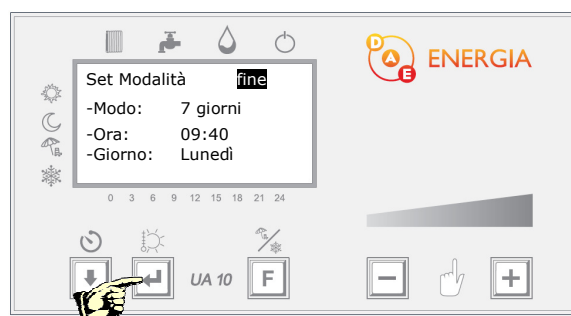 DAE ENERGIA
Set Modalità fine
-Modo: 7 giorni
-Ora: 09:40
-Giorno: Lunedì
0 3 6 9 12 15 18 21 24
UA 10 F